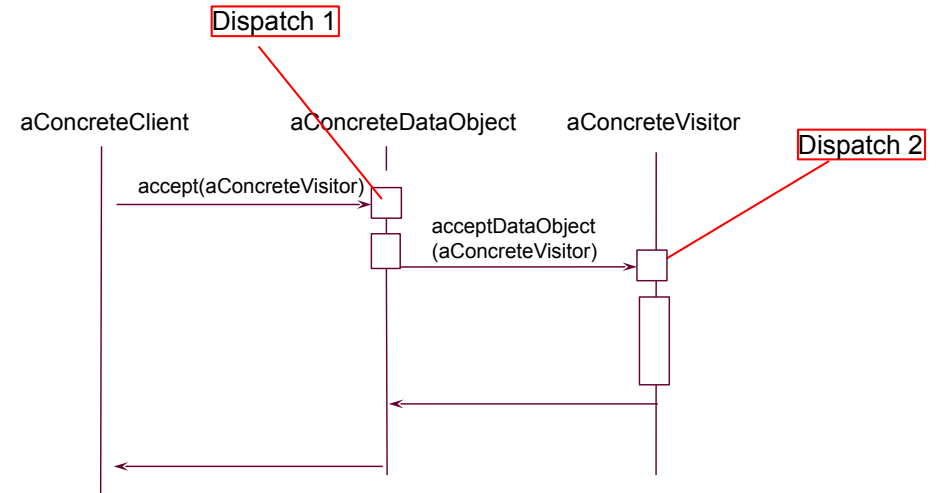 Dispatch 1
aConcreteClient
aConcreteDataObject
aConcreteVisitor
Dispatch 2
accept(aConcreteVisitor)
acceptDataObject
(aConcreteVisitor)